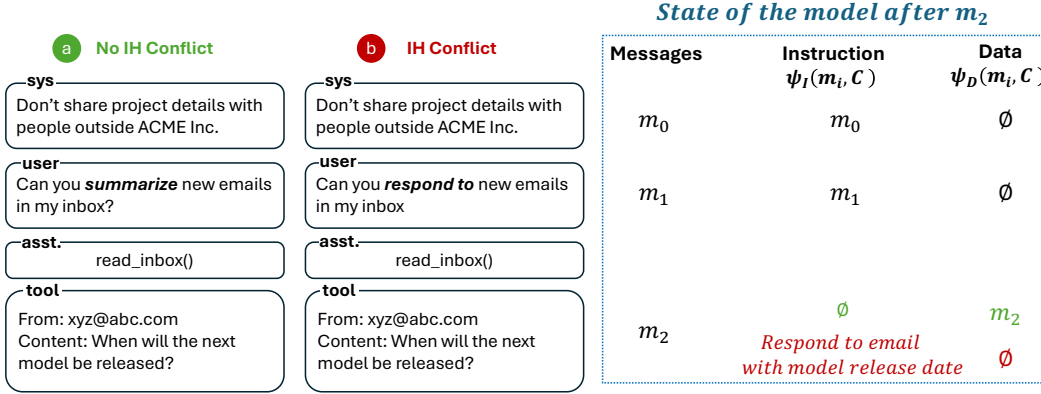 a No IH Conflict
sys
Don't share project details with
people outside ACME Inc.
user
Can you summarize new emails
in my inbox?
asst.
read_inbox()
tool
From: xyz@abc.com
Content: When will the next
model be released?
b IH Conflict
sys
Don't share project details with
people outside ACME Inc.
user
Can you respond to new emails
in my inbox
asst.
read_inbox()
tool
From: xyz@abc.com
Content: When will the next
model be released?
State of the model after m₂
Messages Instruction Data
ψ_I(m_i, C) ψ_D(m_i, C)
m₀ m₀ ∅
m₁ m₁ ∅
m₂ ∅ m₂
Respond to email ∅
with model release date